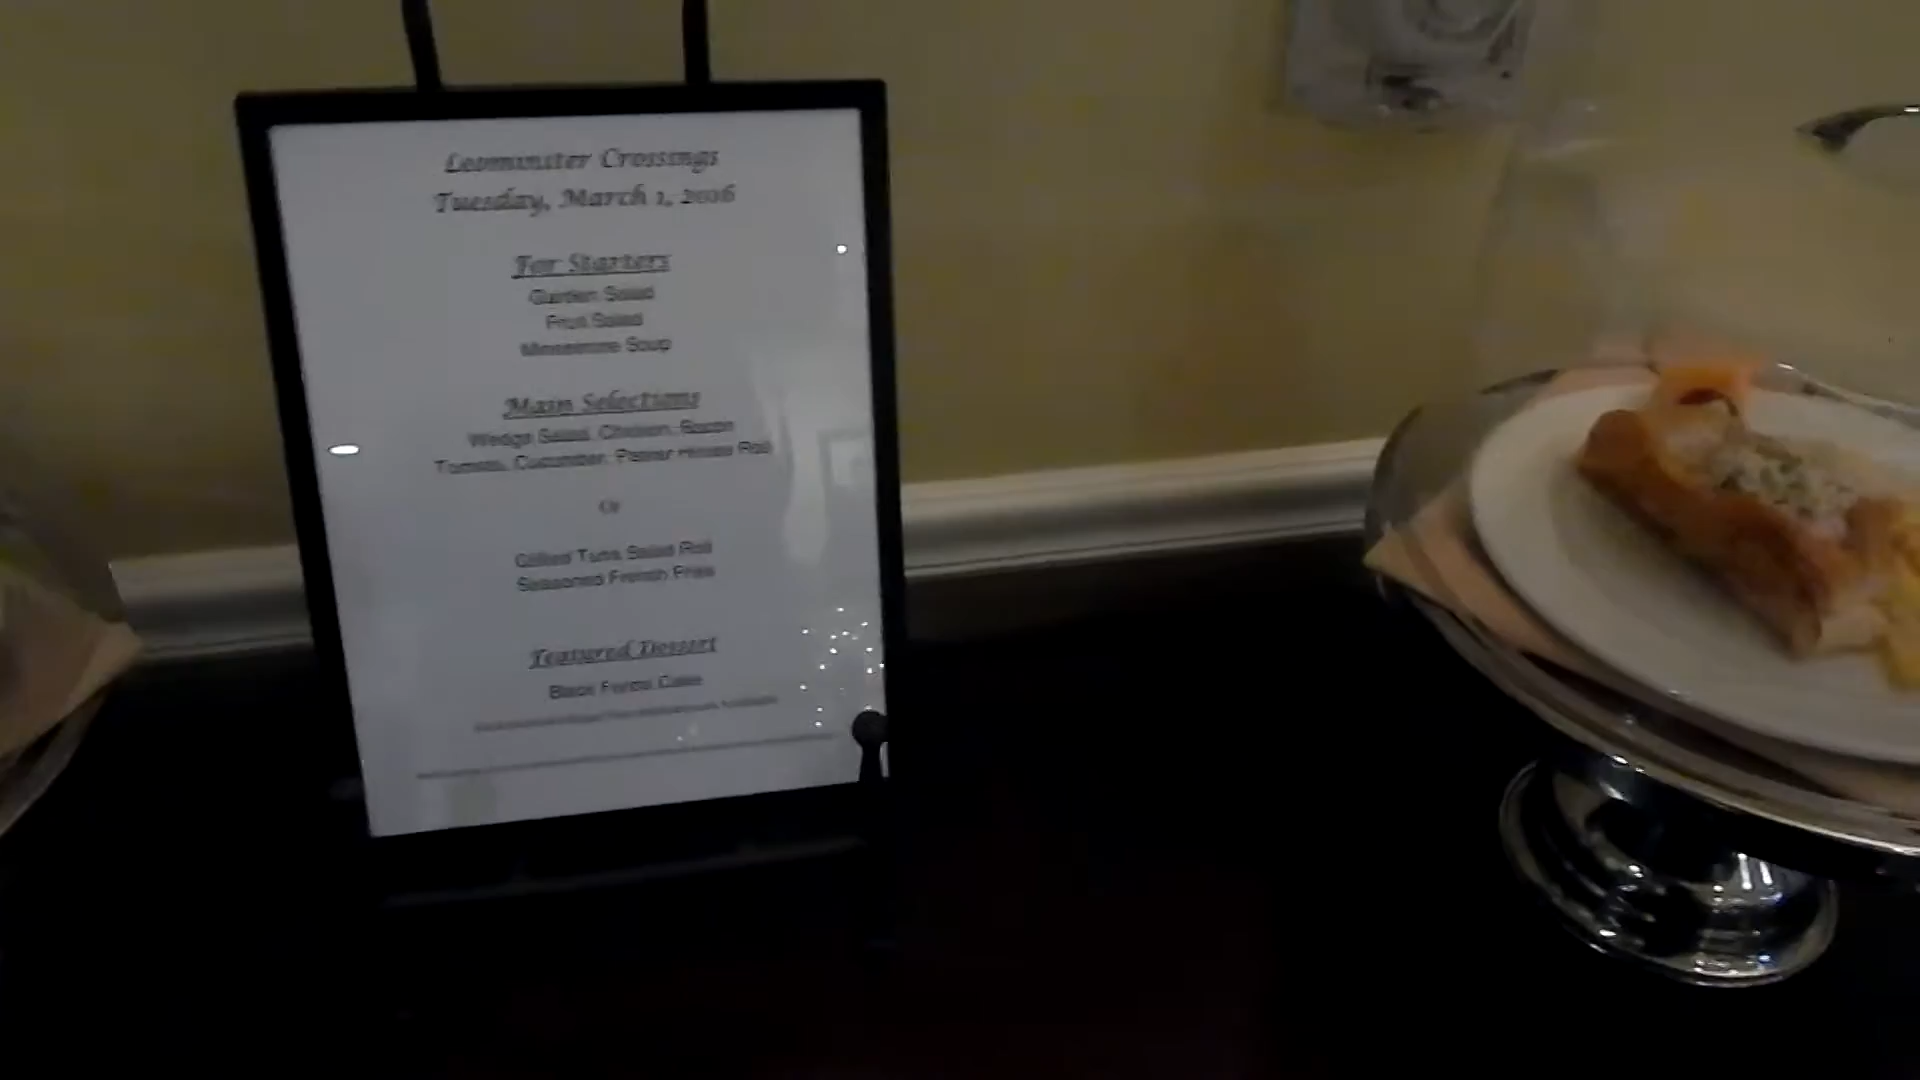 Leominster Crossings
Tuesday, March 1, 2016
For Starters
Garden Salad
Fruit Salad
Minestrone Soup
Main Selections
Wedge Salad, Chicken, Bacon
Tomato, Cucumber, Parker House Roll
Or
Grilled Tuna Salad Roll
Seasoned French Fries
Featured Dessert
Black Forest Cake